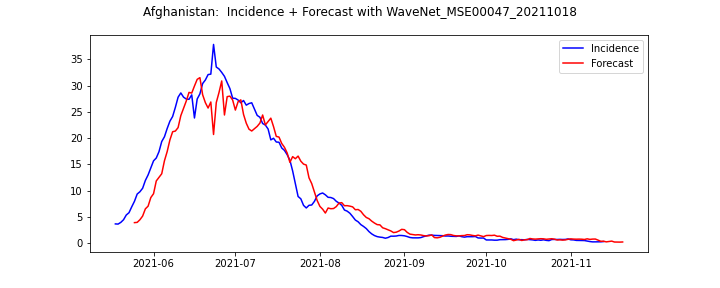 Afghanistan:  Incidence + Forecast with WaveNet_MSE00047_20211018
Incidence
Forecast
35
30
25
20
15
10
5
0
2021-06 2021-07 2021-08 2021-09 2021-10 2021-11